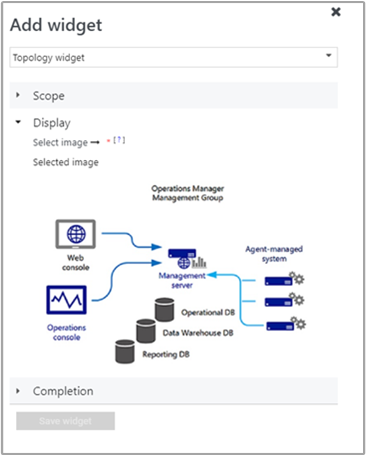 Add widget
Topology widget
Scope
Display
Select image → * [?]
Selected image
Operations Manager
Management Group
Web
console
Management
server
Agent-managed
system
Operations
console
Operational DB
Data Warehouse DB
Reporting DB
Completion
Save widget